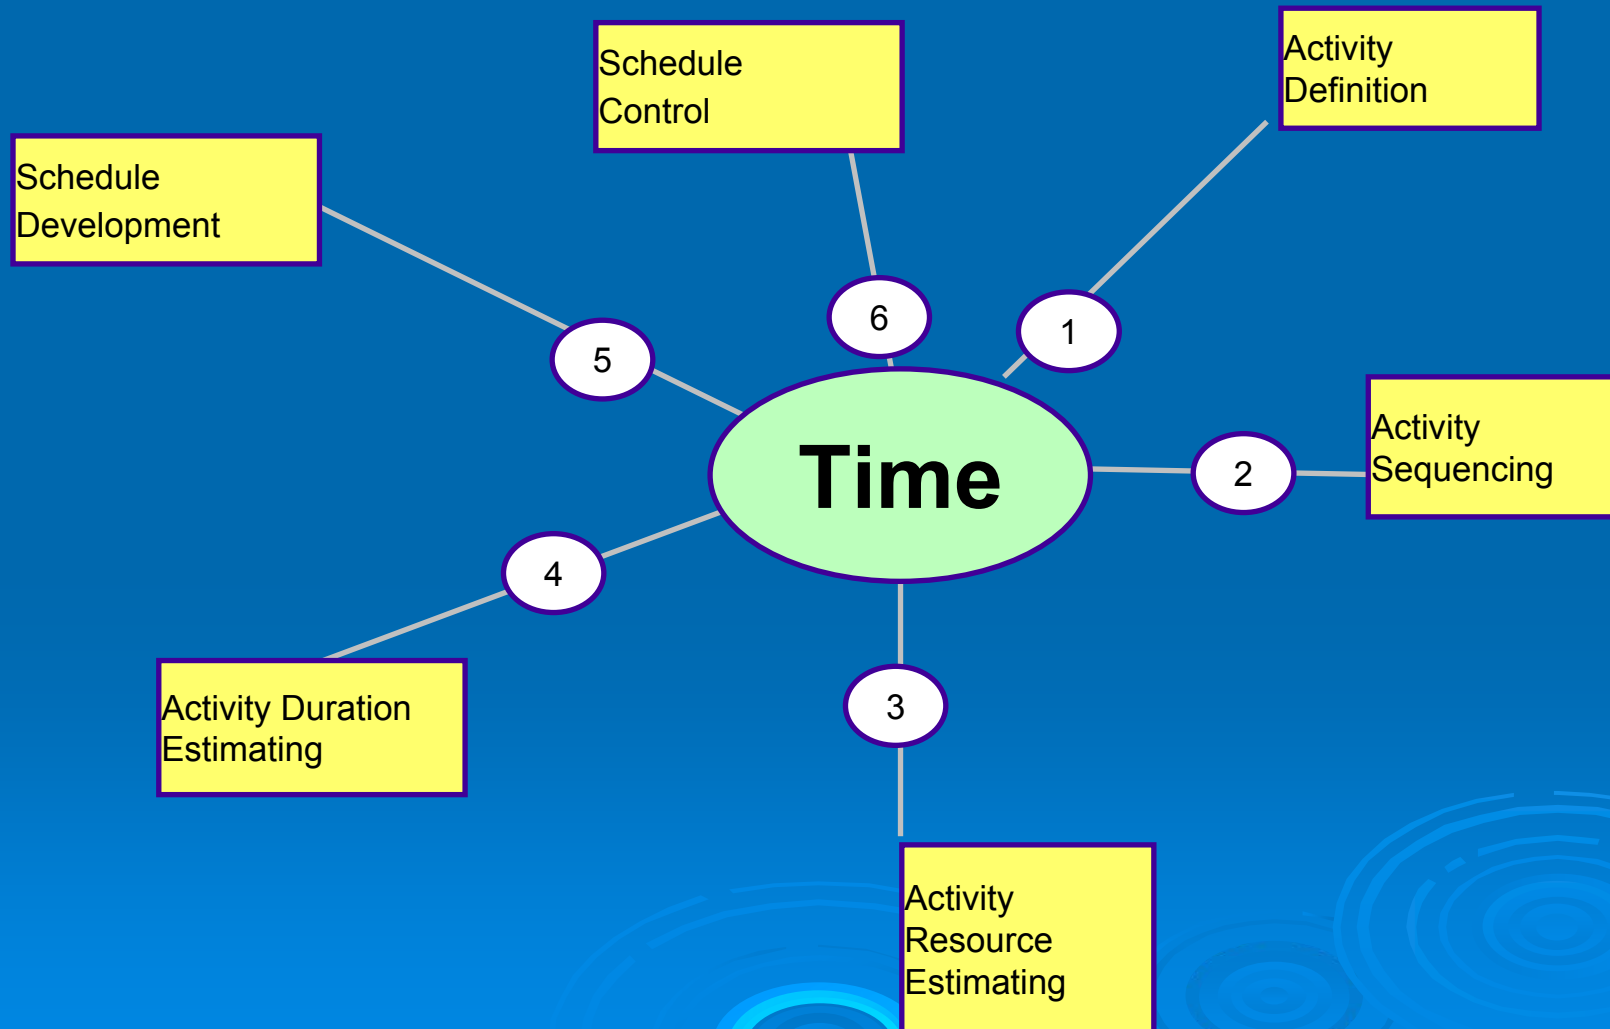 Schedule
Control
Activity
Definition
Schedule
Development
6
1
5
Time
2
Activity
Sequencing
4
3
Activity Duration
Estimating
Activity
Resource
Estimating